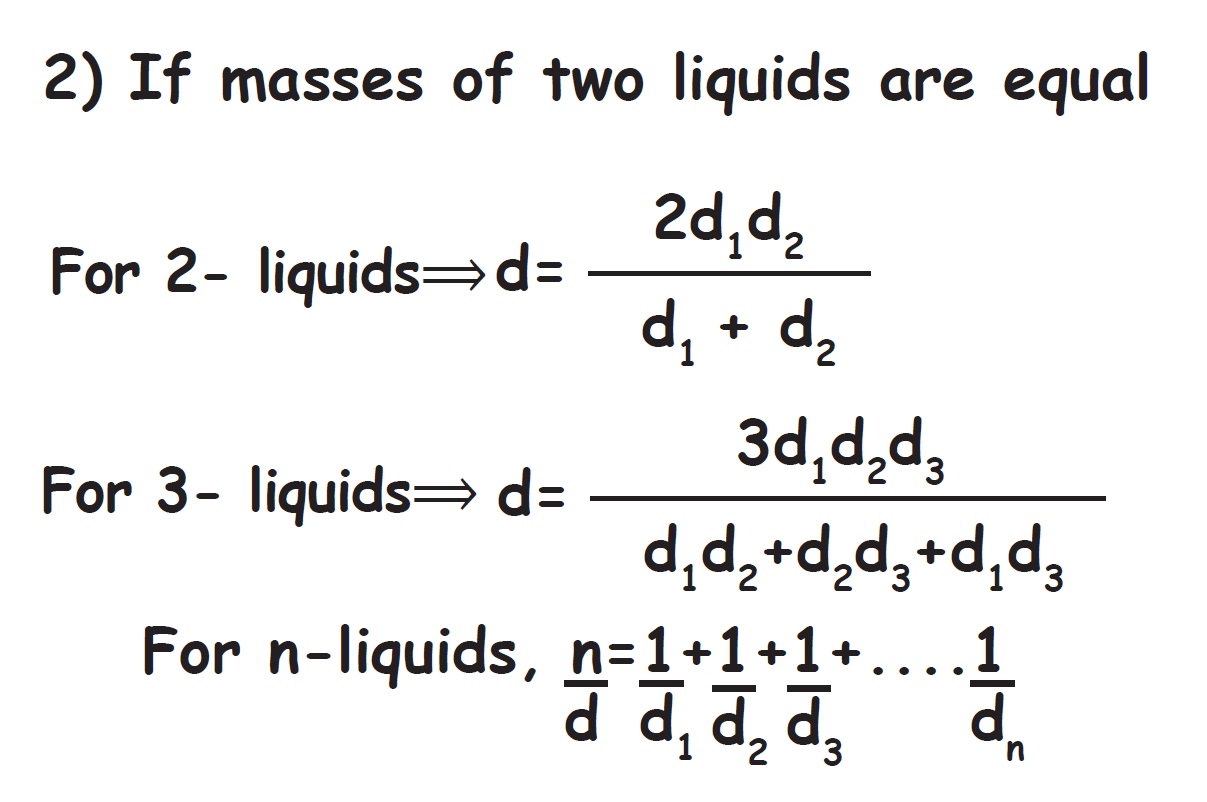 2) If masses of two liquids are equal
2d₁d₂
For 2- liquids⟹d=
d₁ + d₂
3d₁d₂d₃
For 3- liquids⟹ d=
d₁d₂+d₂d₃+d₁d₃
For n-liquids, n=1+1+1+....1
d d₁ d₂ d₃ dₙ